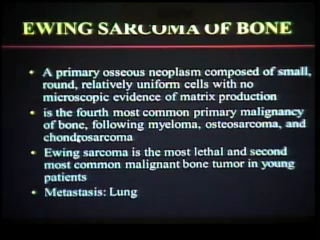 EWING SARCOMA OF BONE
• A primary osseous neoplasm composed of small,
round, relatively uniform cells with no
microscopic evidence of matrix production
• is the fourth most common primary malignancy
of bone, following myeloma, osteosarcoma, and
chondrosarcoma
• Ewing sarcoma is the most lethal and second
most common malignant bone tumor in young
patients
• Metastasis: Lung